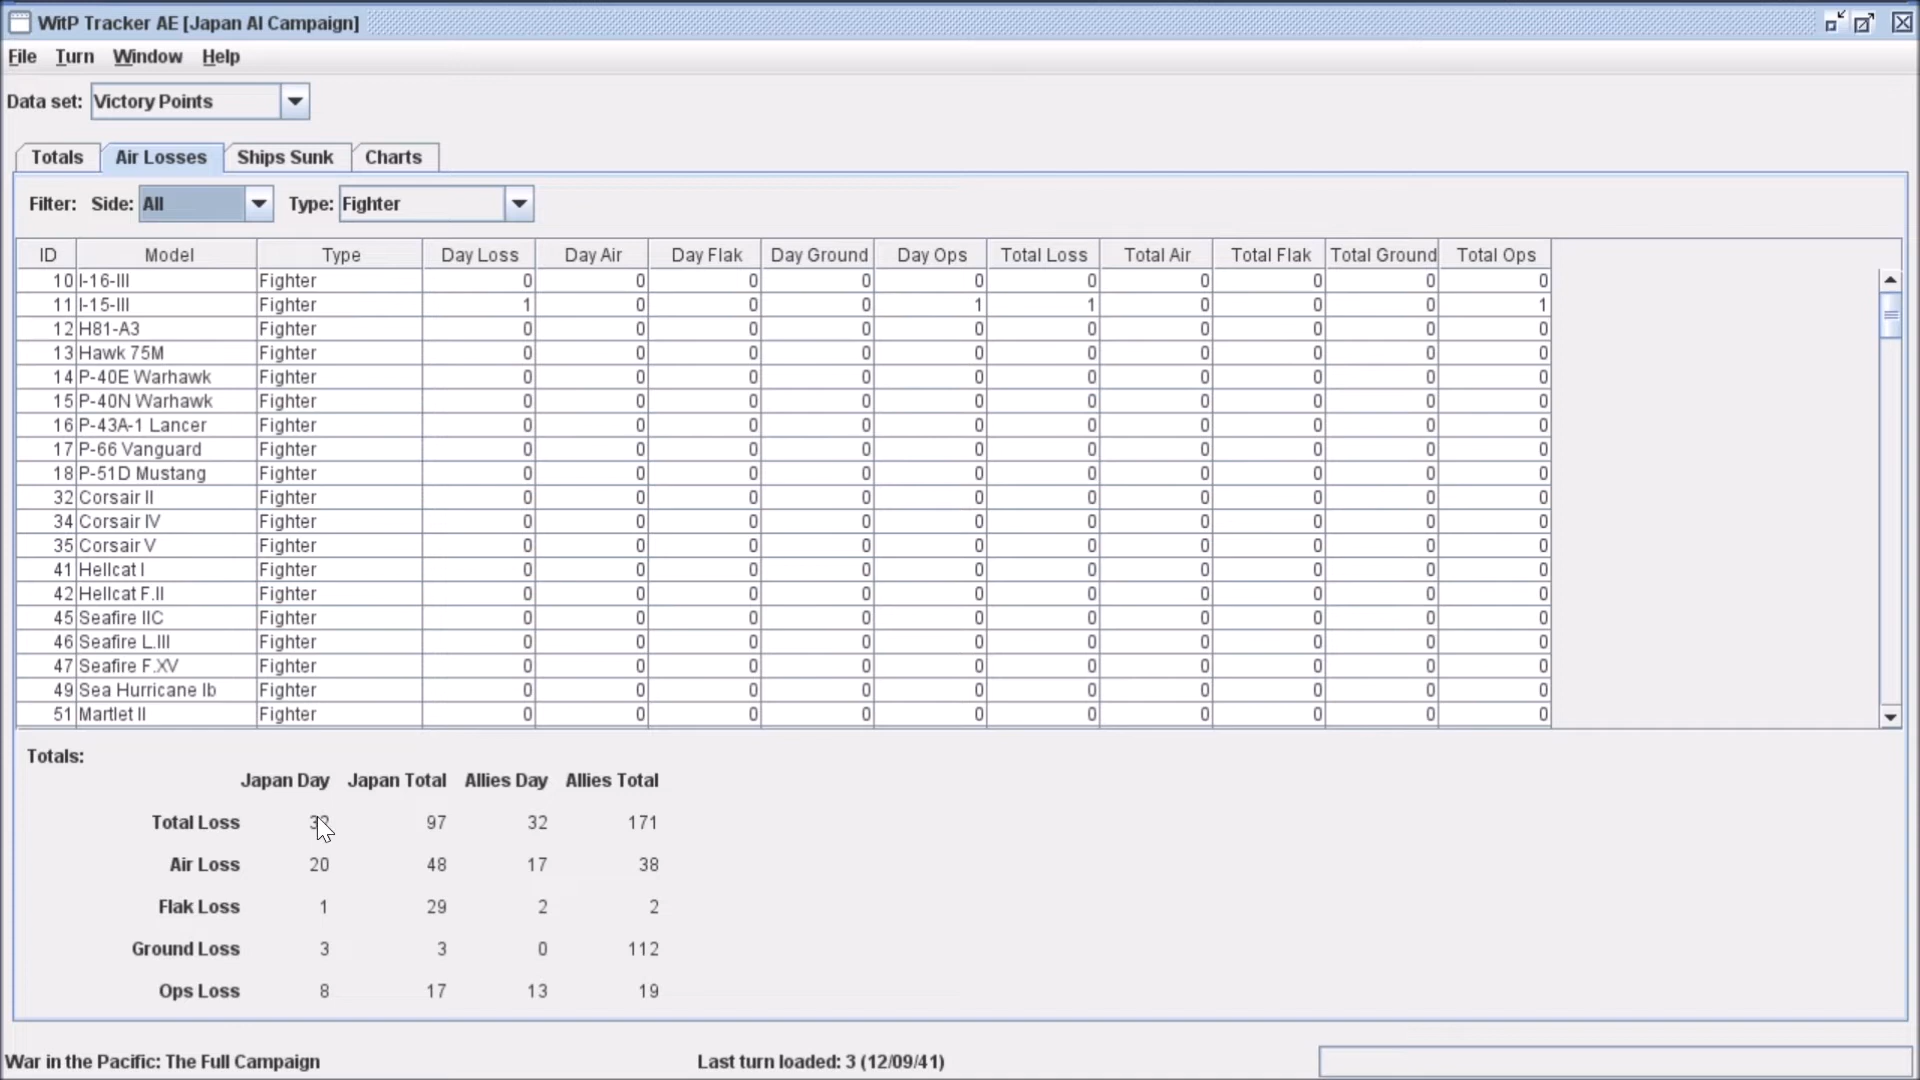 WitP Tracker AE [Japan AI Campaign]
File Turn Window Help
Data set: Victory Points
Totals Air Losses Ships Sunk Charts
Filter: Side: All Type: Fighter
ID Model Type Day Loss Day Air Day Flak Day Ground Day Ops Total Loss Total Air Total Flak Total Ground Total Ops
10 I-16-III Fighter 0 0 0 0 0 0 0 0 0 0
11 I-15-III Fighter 1 0 0 0 1 1 0 0 0 1
12 H81-A3 Fighter 0 0 0 0 0 0 0 0 0 0
13 Hawk 75M Fighter 0 0 0 0 0 0 0 0 0 0
14 P-40E Warhawk Fighter 0 0 0 0 0 0 0 0 0 0
15 P-40N Warhawk Fighter 0 0 0 0 0 0 0 0 0 0
16 P-43A-1 Lancer Fighter 0 0 0 0 0 0 0 0 0 0
17 P-66 Vanguard Fighter 0 0 0 0 0 0 0 0 0 0
18 P-51D Mustang Fighter 0 0 0 0 0 0 0 0 0 0
32 Corsair II Fighter 0 0 0 0 0 0 0 0 0 0
34 Corsair IV Fighter 0 0 0 0 0 0 0 0 0 0
35 Corsair V Fighter 0 0 0 0 0 0 0 0 0 0
41 Hellcat I Fighter 0 0 0 0 0 0 0 0 0 0
42 Hellcat F.II Fighter 0 0 0 0 0 0 0 0 0 0
45 Seafire IIC Fighter 0 0 0 0 0 0 0 0 0 0
46 Seafire L.III Fighter 0 0 0 0 0 0 0 0 0 0
47 Seafire F.XV Fighter 0 0 0 0 0 0 0 0 0 0
49 Sea Hurricane Ib Fighter 0 0 0 0 0 0 0 0 0 0
51 Martlet II Fighter 0 0 0 0 0 0 0 0 0 0
Totals:
Japan Day Japan Total Allies Day Allies Total
Total Loss 97 32 171
Air Loss 20 48 17 38
Flak Loss 1 29 2 2
Ground Loss 3 3 0 112
Ops Loss 8 17 13 19
War in the Pacific: The Full Campaign Last turn loaded: 3 (12/09/41)